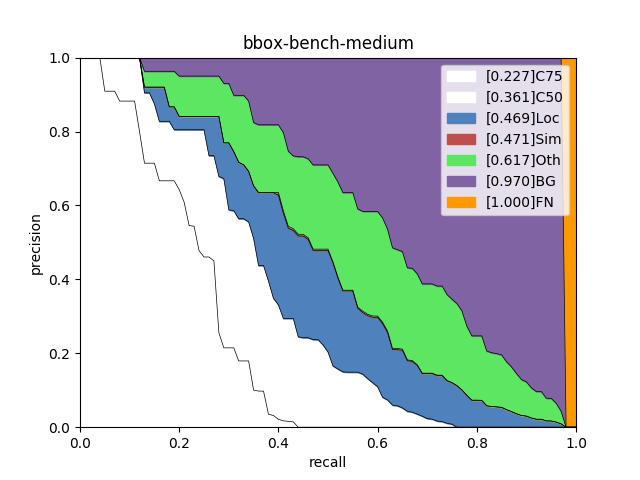 bbox-bench-medium
[0.227]C75
[0.361]C50
[0.469]Loc
[0.471]Sim
[0.617]Oth
[0.970]BG
[1.000]FN
precision
1.0
0.8
0.6
0.4
0.2
0.0
0.0 0.2 0.4 0.6 0.8 1.0
recall